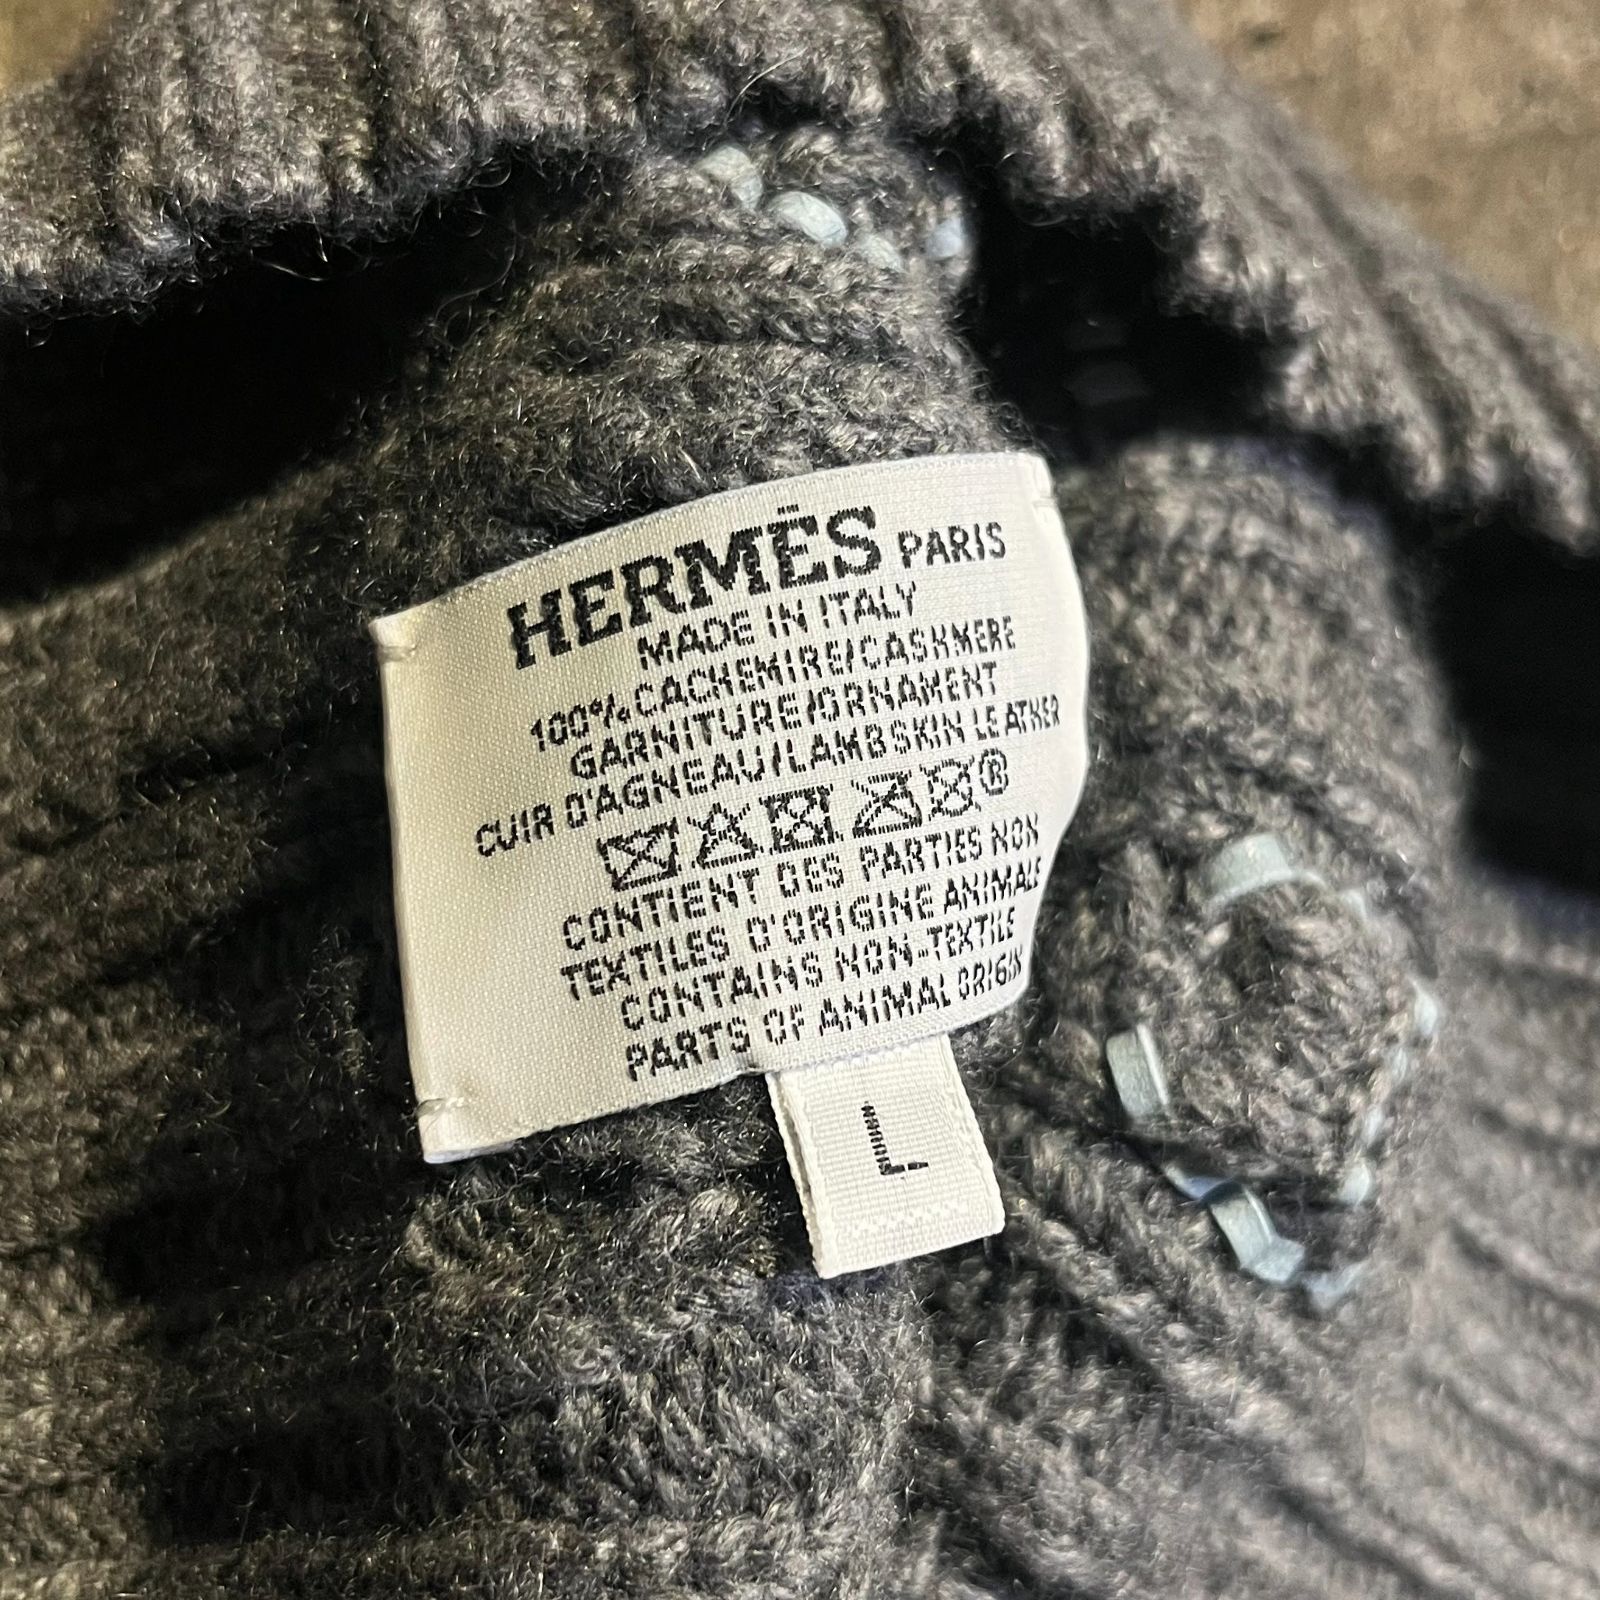 HERMĒS PARIS
MADE IN ITALY
100% CACHEMIRE/CASHMERE
GARNITURE/ORNAMENT
CUIR D'AGNEAU/LAMBSKIN LEATHER
®
CONTIENT DES PARTIES NON
TEXTILES D'ORIGINE ANIMALE
CONTAINS NON-TEXTILE
PARTS OF ANIMAL ORIGIN
L